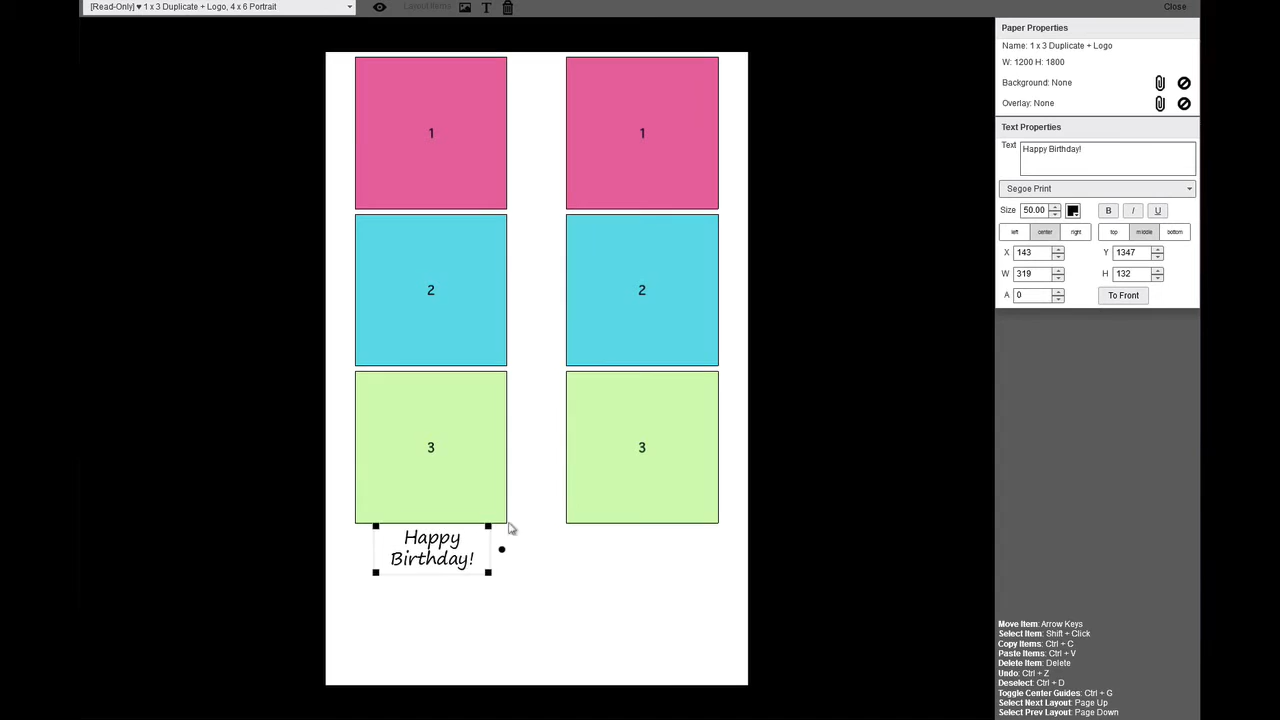 [Read-Only] ♥ 1 x 3 Duplicate + Logo, 4 x 6 Portrait
Layout Items
T
Close
1
1
2
2
3
3
Happy
Birthday!
Paper Properties
Name: 1 x 3 Duplicate + Logo
W: 1200 H: 1800
Background: None
Overlay: None
Text Properties
Text Happy Birthday!
Segoe Print
Size 50.00 B I U
left center right top middle bottom
X 143 Y 1347
W 319 H 132
A 0 To Front
Move Item: Arrow Keys
Select Item: Shift + Click
Copy Items: Ctrl + C
Paste Items: Ctrl + V
Delete Item: Delete
Undo: Ctrl + Z
Deselect: Ctrl + D
Toggle Center Guides: Ctrl + G
Select Next Layout: Page Up
Select Prev Layout: Page Down